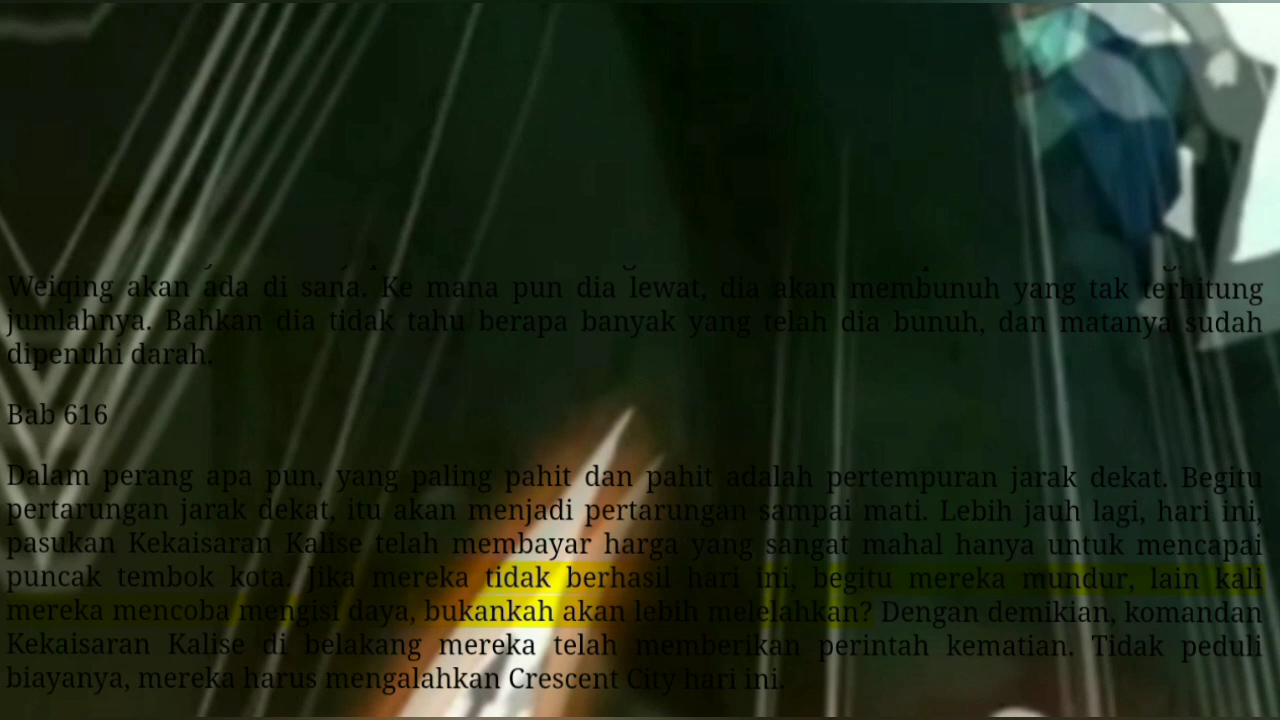 Weiqing akan ada di sana. Ke mana pun dia lewat, dia akan membunuh yang tak terhitung
jumlahnya. Bahkan dia tidak tahu berapa banyak yang telah dia bunuh, dan matanya sudah
dipenuhi darah.
Bab 616
Dalam perang apa pun, yang paling pahit dan pahit adalah pertempuran jarak dekat. Begitu
pertarungan jarak dekat, itu akan menjadi pertarungan sampai mati. Lebih jauh lagi, hari ini,
pasukan Kekaisaran Kalise telah membayar harga yang sangat mahal hanya untuk mencapai
puncak tembok kota. Jika mereka tidak berhasil hari ini, begitu mereka mundur, lain kali
mereka mencoba mengisi daya, bukankah akan lebih melelahkan? Dengan demikian, komandan
Kekaisaran Kalise di belakang mereka telah memberikan perintah kematian. Tidak peduli
biayanya, mereka harus mengalahkan Crescent City hari ini.